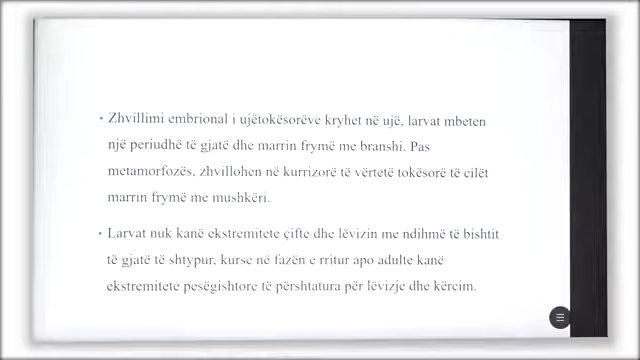 • Zhvillimi embrional i ujëtokësorëve kryhet në ujë, larvat mbeten
një periudhë të gjatë dhe marrin frymë me branshi. Pas
metamorfozës, zhvillohen në kurrizorë të vërtetë tokësorë të cilët
marrin frymë me mushkëri.
• Larvat nuk kanë ekstremitete çifte dhe lëvizin me ndihmë të bishtit
të gjatë të shtypur, kurse në fazën e rritur apo adulte kanë
ekstremitete pesëgishtore të përshtatura për lëvizje dhe kërcim.